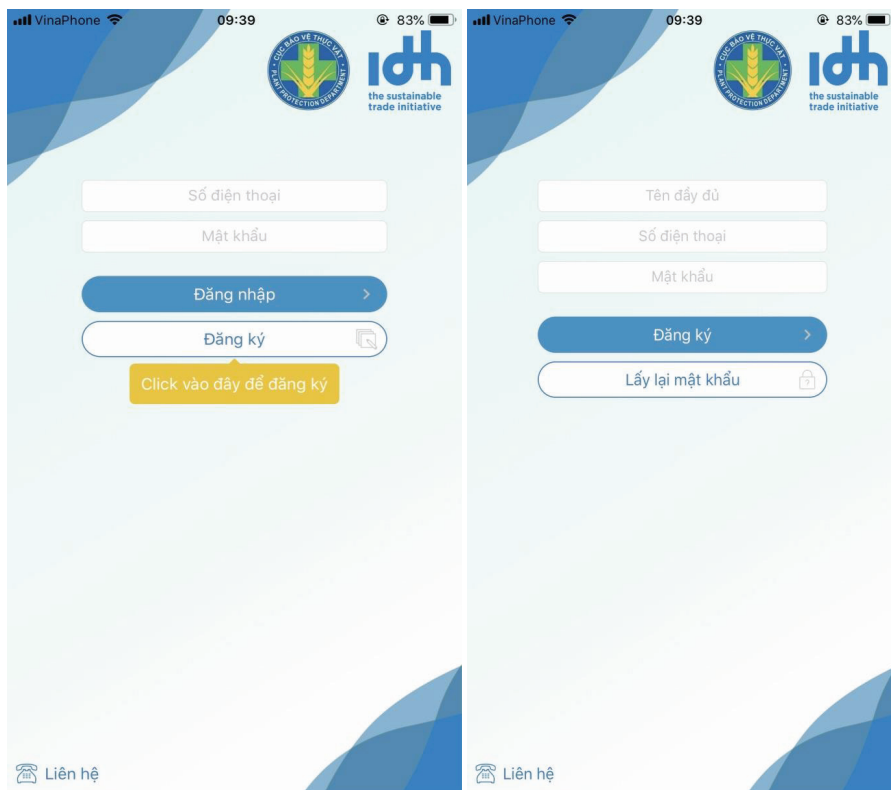 VinaPhone 09:39 83%
CỤC BẢO VỆ THỰC VẬT
PLANT PROTECTION DEPARTMENT
idh
the sustainable
trade initiative
Số điện thoại
Mật khẩu
Đăng nhập
Đăng ký
Click vào đây để đăng ký
Liên hệ
VinaPhone 09:39 83%
CỤC BẢO VỆ THỰC VẬT
PLANT PROTECTION DEPARTMENT
idh
the sustainable
trade initiative
Tên đầy đủ
Số điện thoại
Mật khẩu
Đăng ký
Lấy lại mật khẩu
Liên hệ